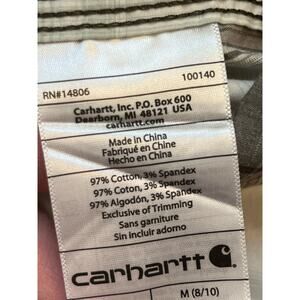 RN#14806 100140
Carhartt, Inc. P.O. Box 600
Dearborn, MI 48121 USA
carhartt.com
Made in China
Fabriqué en Chine
Hecho en China
97% Cotton, 3% Spandex
97% Coton, 3% Spandex
97% Algodón, 3% Spandex
Exclusive of Trimming
Sans garniture
Sin incluir adorno
carhartt
M (8/10)